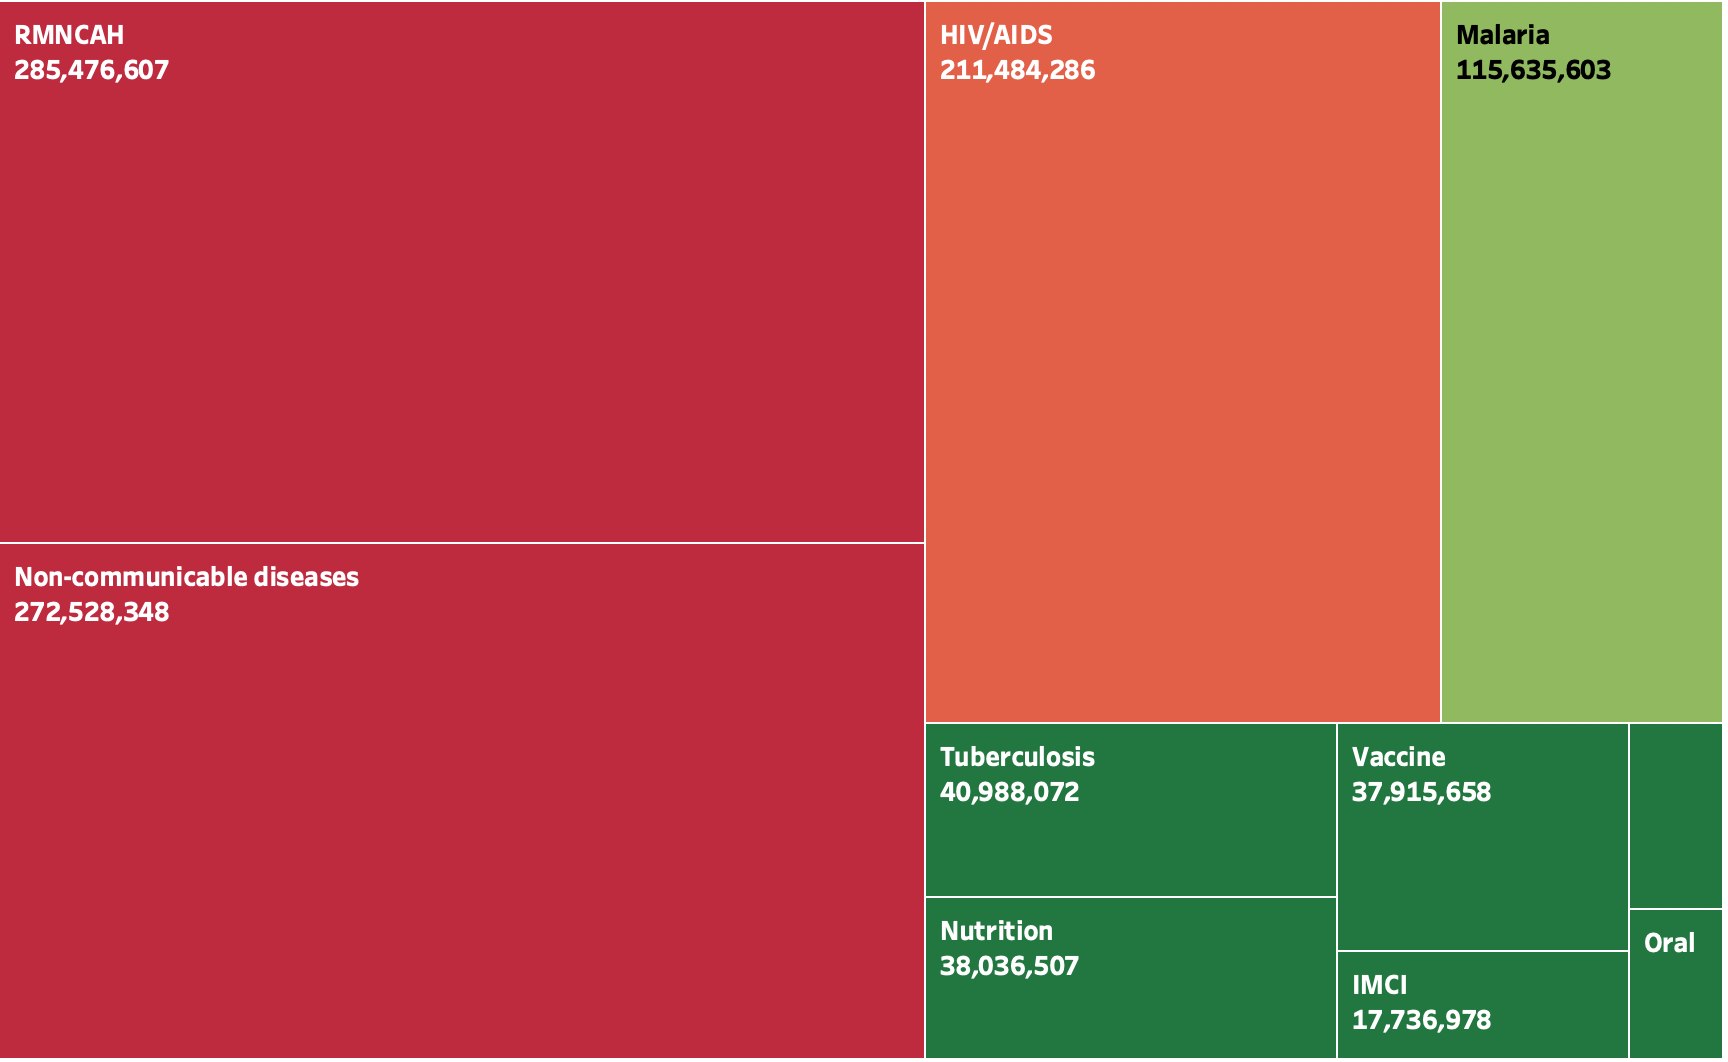 RMNCAH
285,476,607
HIV/AIDS
211,484,286
Malaria
115,635,603
Non-communicable diseases
272,528,348
Tuberculosis
40,988,072
Vaccine
37,915,658
Nutrition
38,036,507
Oral
IMCI
17,736,978